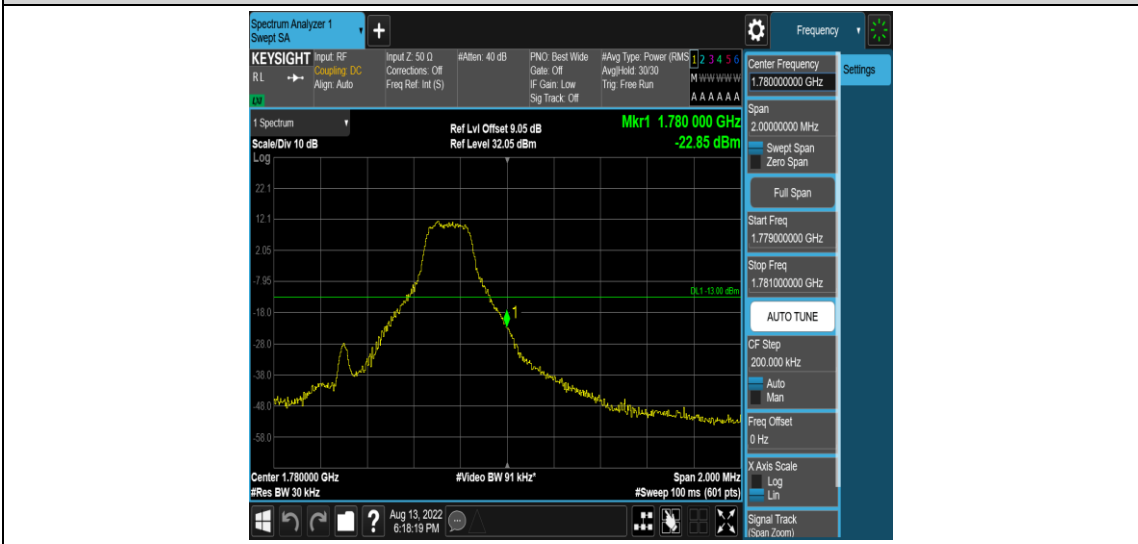 Spectrum Analyzer 1
Swept SA
+
Frequency
KEYSIGHT
RL
LXI
Input: RF
Coupling: DC
Align: Auto
Input Z: 50 Ω
Corrections: Off
Freq Ref: Int (S)
#Atten: 40 dB
PNO: Best Wide
Gate: Off
IF Gain: Low
Sig Track: Off
#Avg Type: Power (RMS
Avg|Hold: 30/30
Trig: Free Run
1 2 3 4 5 6
M W W W W W
A A A A A A
1 Spectrum
Scale/Div 10 dB
Log
Ref Lvl Offset 9.05 dB
Ref Level 32.05 dBm
Mkr1 1.780 000 GHz
-22.85 dBm
22.1
12.1
2.05
-7.95
-18.0
-28.0
-38.0
-48.0
-58.0
DL1 -13.00 dBm
1
Center 1.780000 GHz
#Res BW 30 kHz
#Video BW 91 kHz*
Span 2.000 MHz
#Sweep 100 ms (601 pts)
Center Frequency
1.780000000 GHz
Settings
Span
2.00000000 MHz
Swept Span
Zero Span
Full Span
Start Freq
1.779000000 GHz
Stop Freq
1.781000000 GHz
AUTO TUNE
CF Step
200.000 kHz
Auto
Man
Freq Offset
0 Hz
X Axis Scale
Log
Lin
Signal Track
(Span Zoom)
?
Aug 13, 2022
6:18:19 PM